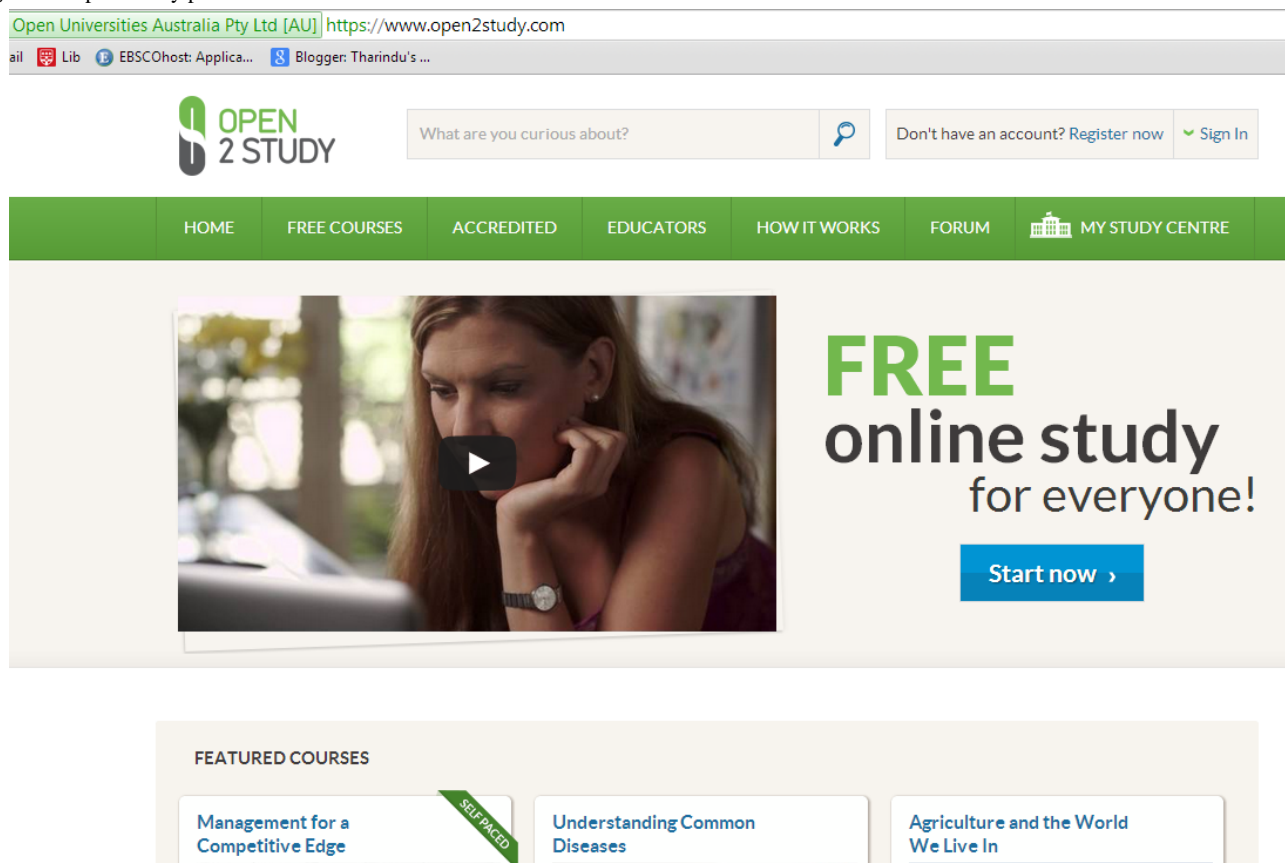 Open Universities Australia Pty Ltd [AU] https://www.open2study.com
ail Lib EBSCOhost: Applica... Blogger: Tharindu's ...
OPEN
2 STUDY
What are you curious about?
Don't have an account? Register now Sign In
HOME FREE COURSES ACCREDITED EDUCATORS HOW IT WORKS FORUM MY STUDY CENTRE
FREE
online study
for everyone!
Start now ›
FEATURED COURSES
Management for a
Competitive Edge
SELF PACED
Understanding Common
Diseases
Agriculture and the World
We Live In